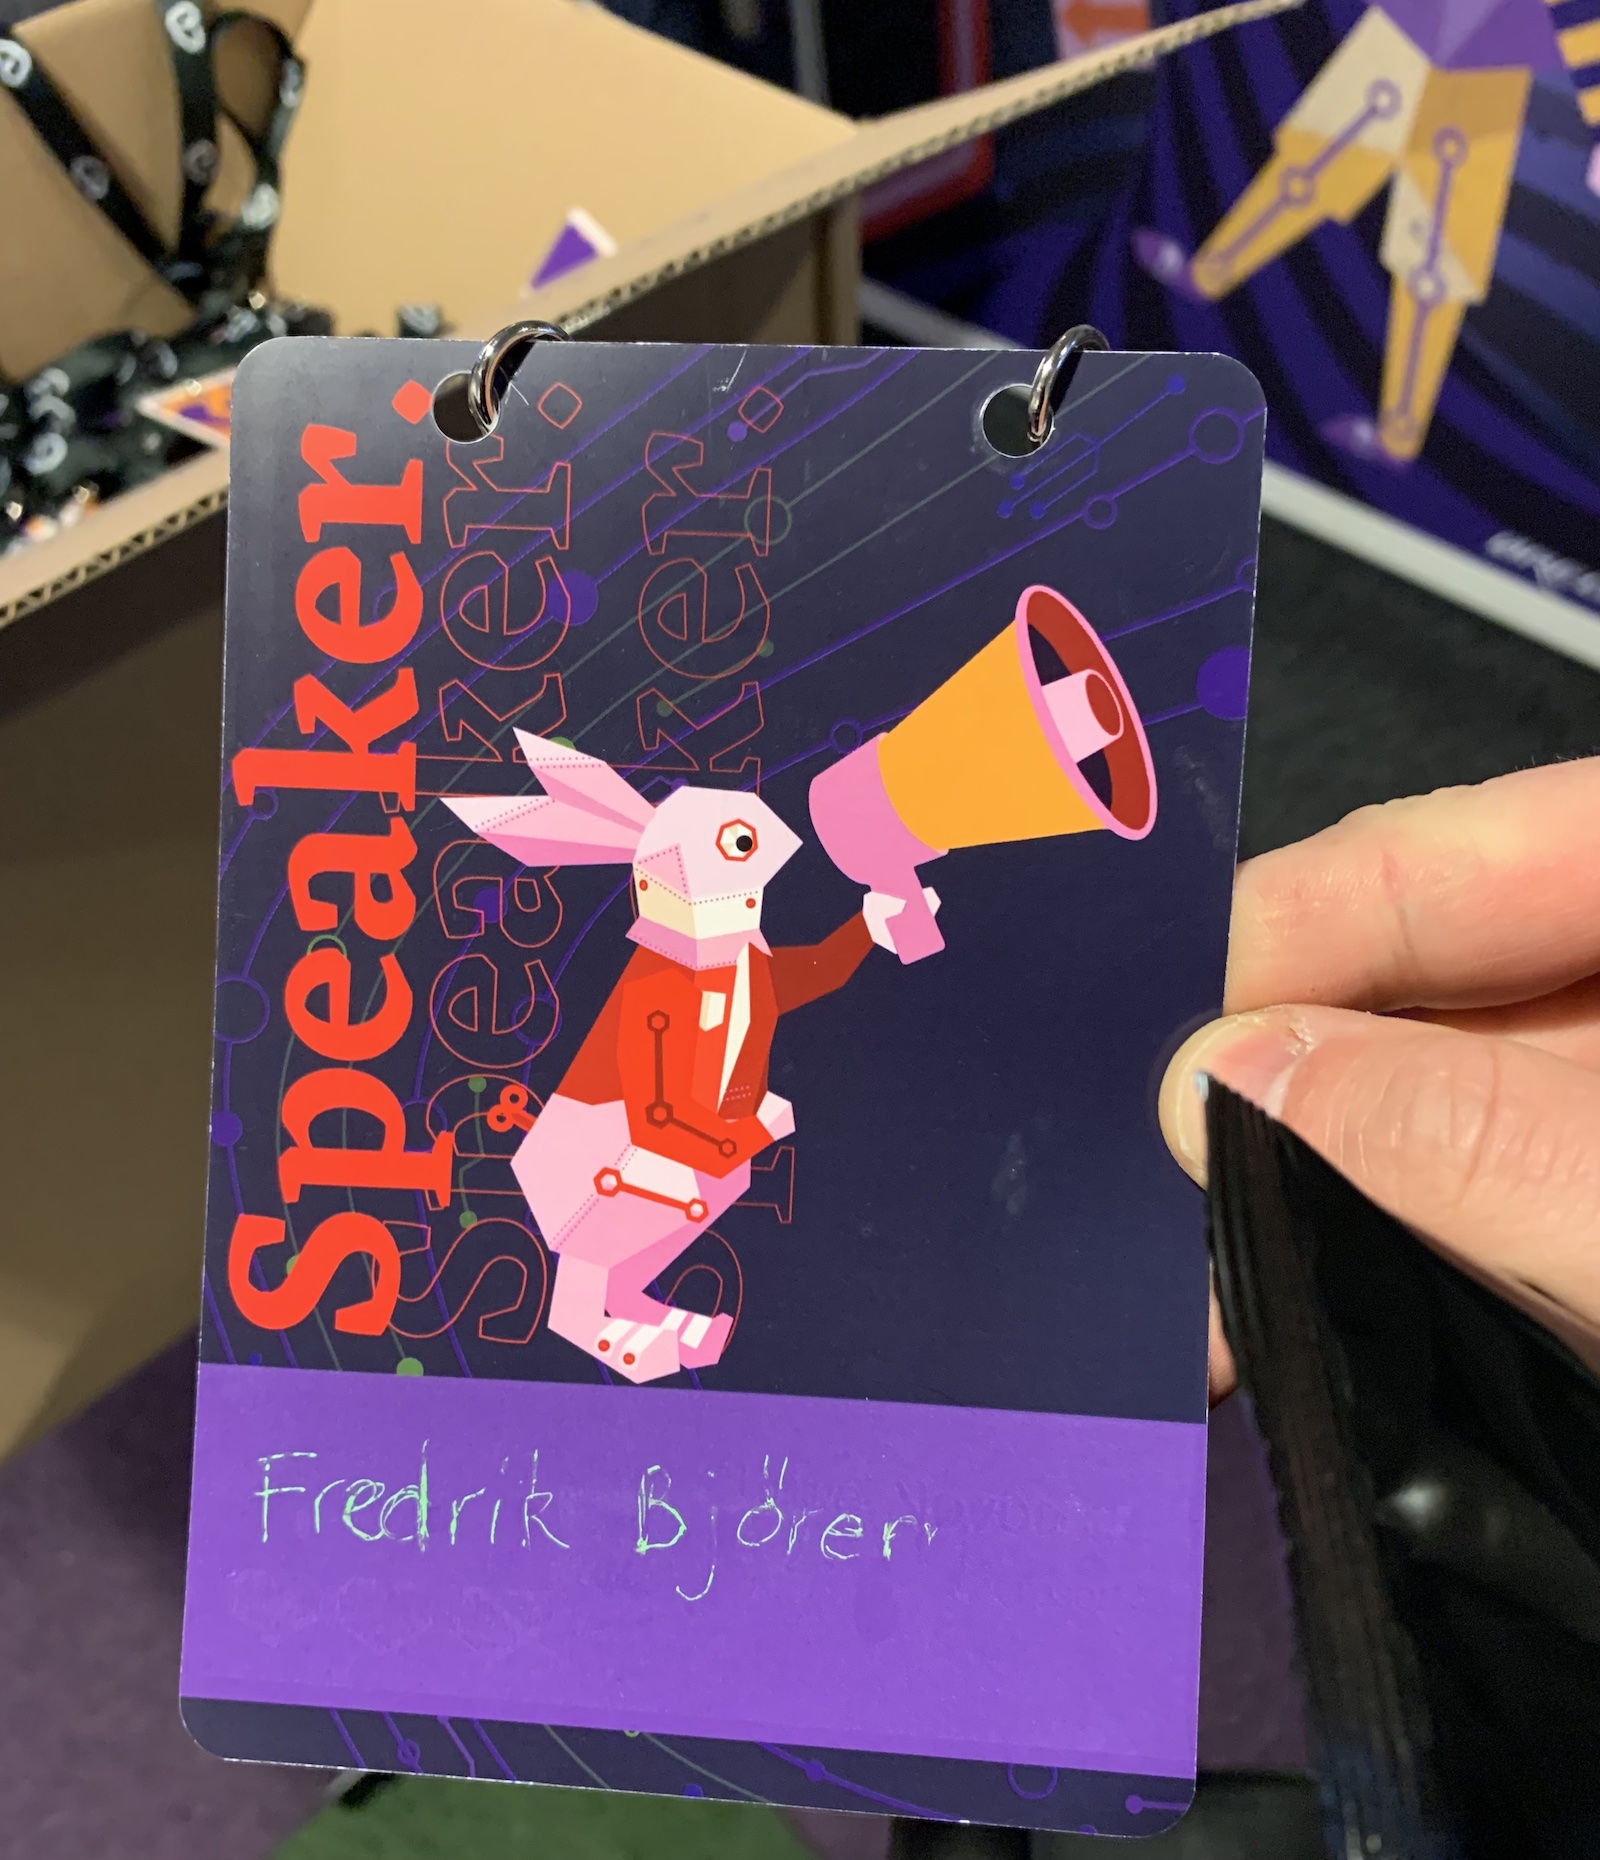 Speaker.
Speaker.
Speaker.
Fredrik Björen